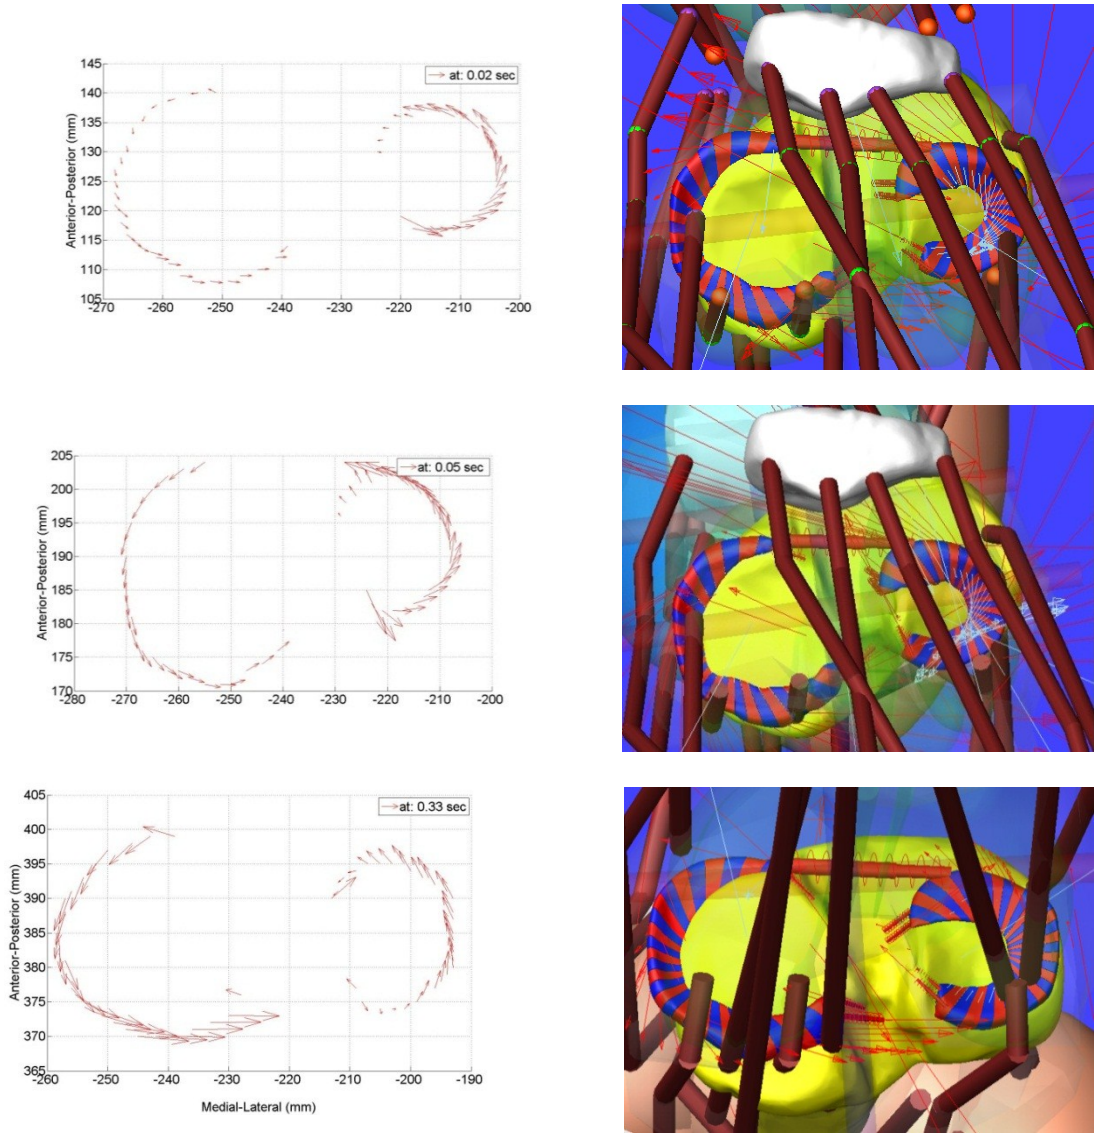 145
140
135
130
125
120
115
110
105
Anterior-Posterior (mm)
at: 0.02 sec
-270 -260 -250 -240 -230 -220 -210 -200
205
200
195
190
185
180
175
170
Anterior-Posterior (mm)
at: 0.05 sec
-280 -270 -260 -250 -240 -230 -220 -210 -200
405
400
395
390
385
380
375
370
365
Anterior-Posterior (mm)
at: 0.33 sec
-260 -250 -240 -230 -220 -210 -200 -190
Medial-Lateral (mm)